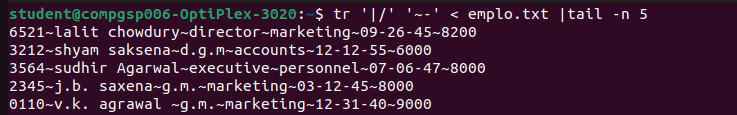 student@compgsp006-OptiPlex-3020:~$ tr '|/' '~-' < emplo.txt |tail -n 5
6521~lalit chowdury~director~marketing~09-26-45~8200
3212~shyam saksena~d.g.m~accounts~12-12-55~6000
3564~sudhir Agarwal~executive~personnel~07-06-47~8000
2345~j.b. saxena~g.m.~marketing~03-12-45~8000
0110~v.k. agrawal ~g.m.~marketing~12-31-40~9000